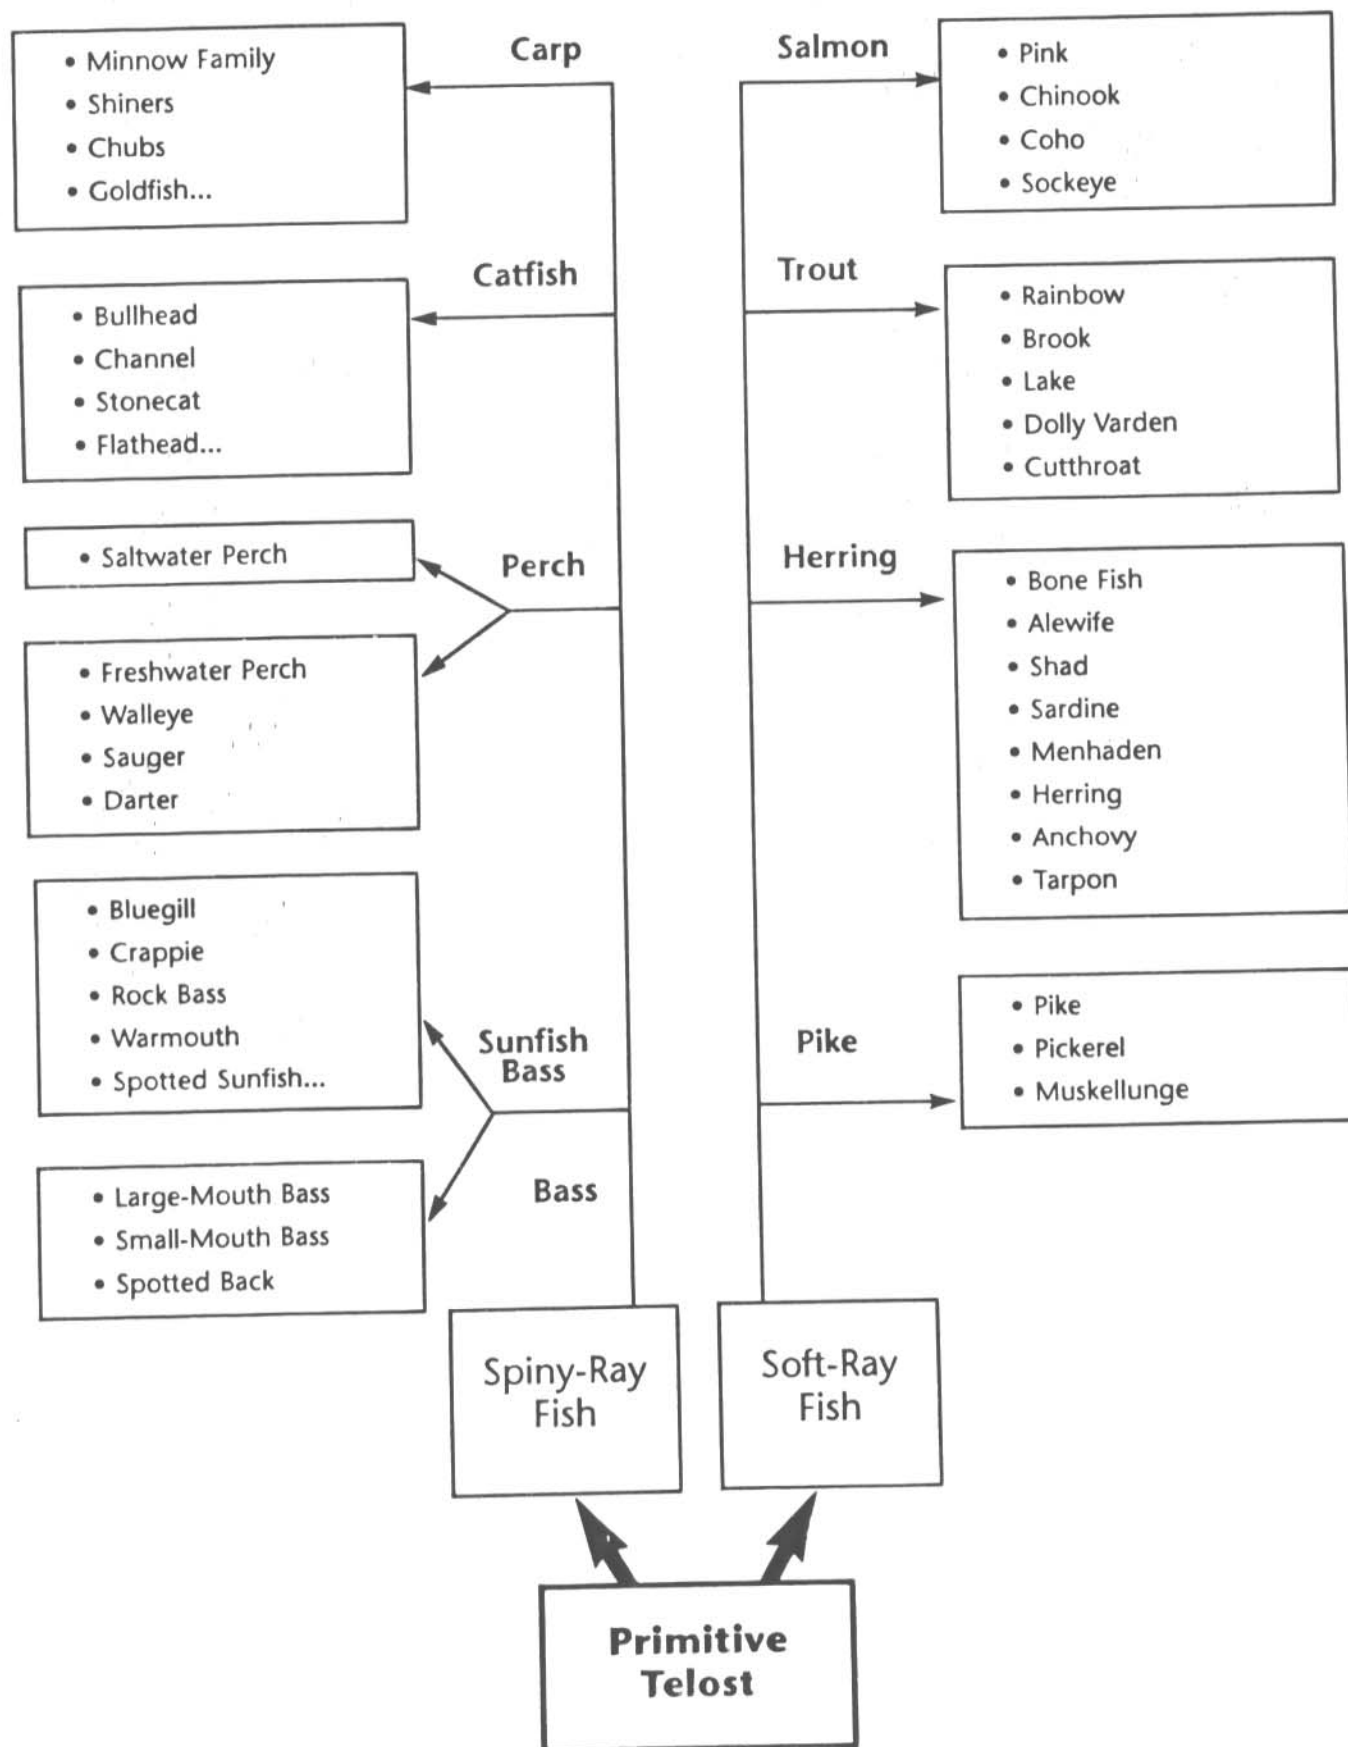 Carp
• Minnow Family
• Shiners
• Chubs
• Goldfish...
Catfish
• Bullhead
• Channel
• Stonecat
• Flathead...
Perch
• Saltwater Perch
• Freshwater Perch
• Walleye
• Sauger
• Darter
Sunfish
Bass
• Bluegill
• Crappie
• Rock Bass
• Warmouth
• Spotted Sunfish...
Bass
• Large-Mouth Bass
• Small-Mouth Bass
• Spotted Back
Spiny-Ray
Fish
Salmon
• Pink
• Chinook
• Coho
• Sockeye
Trout
• Rainbow
• Brook
• Lake
• Dolly Varden
• Cutthroat
Herring
• Bone Fish
• Alewife
• Shad
• Sardine
• Menhaden
• Herring
• Anchovy
• Tarpon
Pike
• Pike
• Pickerel
• Muskellunge
Soft-Ray
Fish
Primitive
Telost